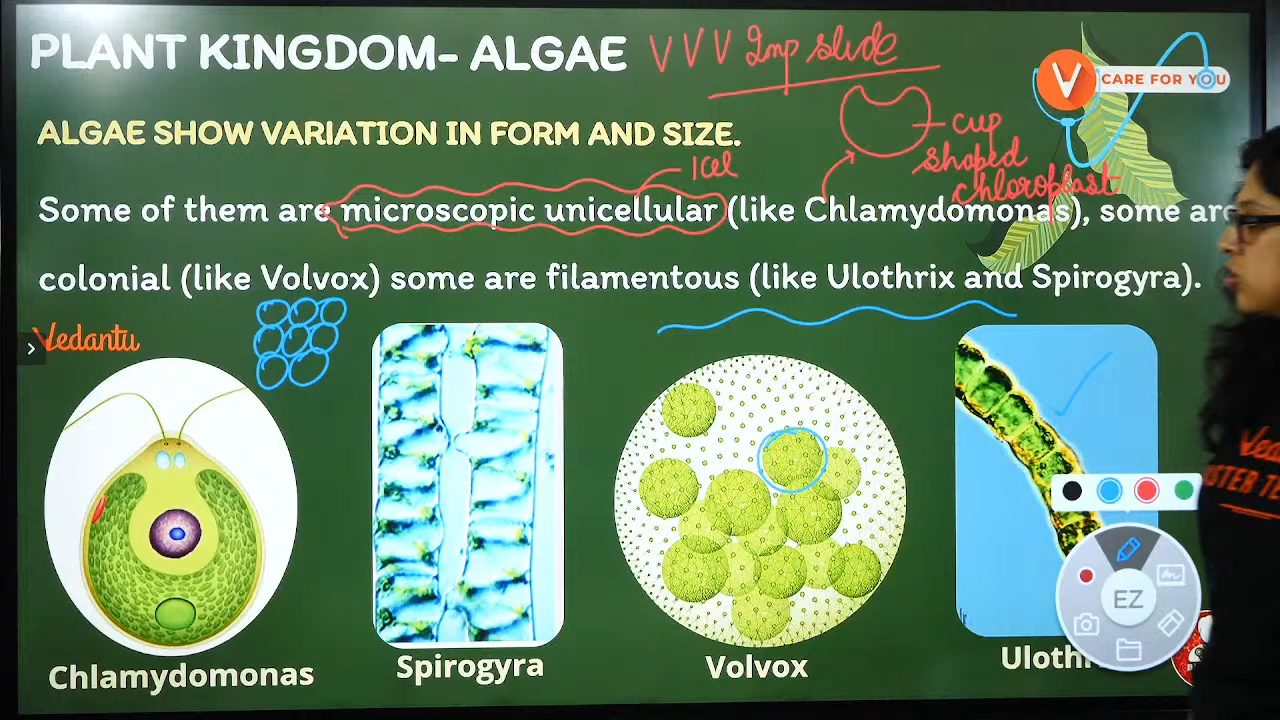 PLANT KINGDOM- ALGAE V V V Imp slide
V CARE FOR YOU
ALGAE SHOW VARIATION IN FORM AND SIZE.
cup
shaped
chloroplast
1 cel
Some of them are microscopic unicellular (like Chlamydomonas), some are
colonial (like Volvox) some are filamentous (like Ulothrix and Spirogyra).
Vedantu
EZ
Chlamydomonas
Spirogyra
Volvox